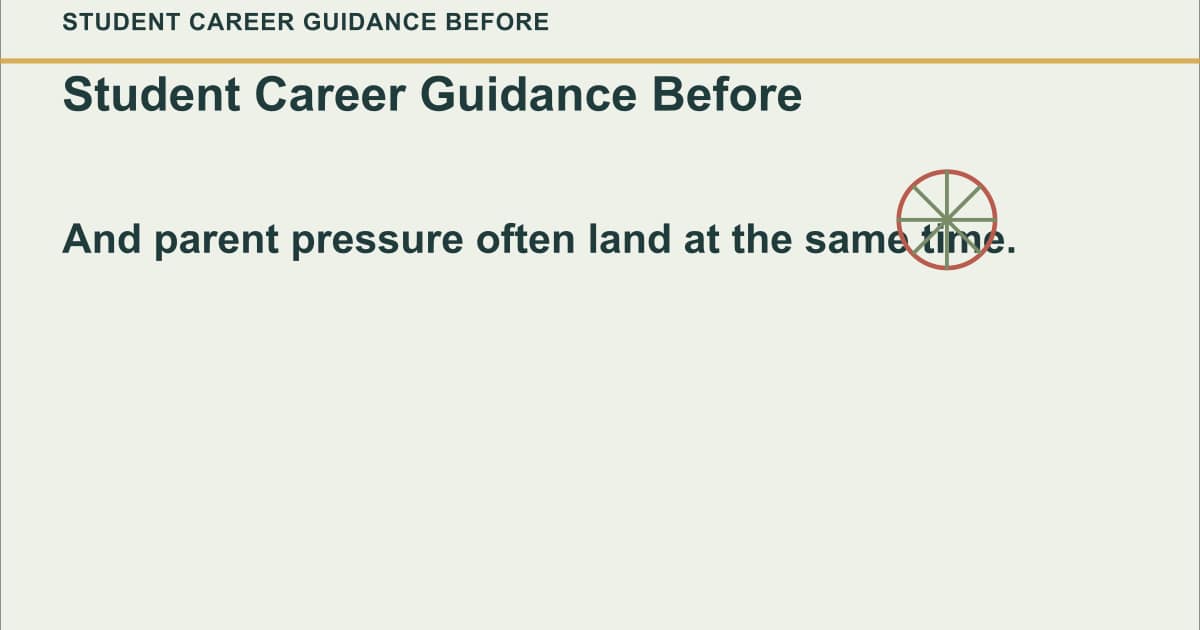 STUDENT CAREER GUIDANCE BEFORE
Student Career Guidance Before
And parent pressure often land at the same time.